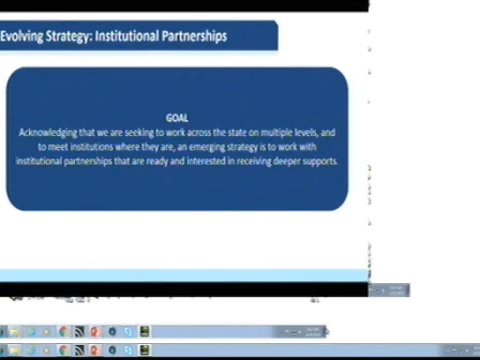 Evolving Strategy: Institutional Partnerships
GOAL
Acknowledging that we are seeking to work across the state on multiple levels, and
to meet institutions where they are, an emerging strategy is to work with
institutional partnerships that are ready and interested in receiving deeper supports.